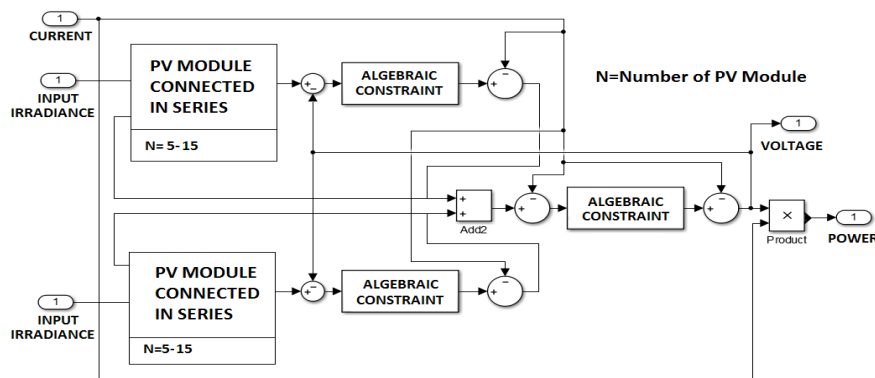 1
CURRENT
1
INPUT
IRRADIANCE
PV MODULE
CONNECTED
IN SERIES
N= 5-15
+
−
ALGEBRAIC
CONSTRAINT
+
−
N=Number of PV Module
1
VOLTAGE
+
+
Add2
+
−
ALGEBRAIC
CONSTRAINT
+
−
×
Product
1
POWER
PV MODULE
CONNECTED
IN SERIES
N=5-15
1
INPUT
IRRADIANCE
+
−
ALGEBRAIC
CONSTRAINT
+
−